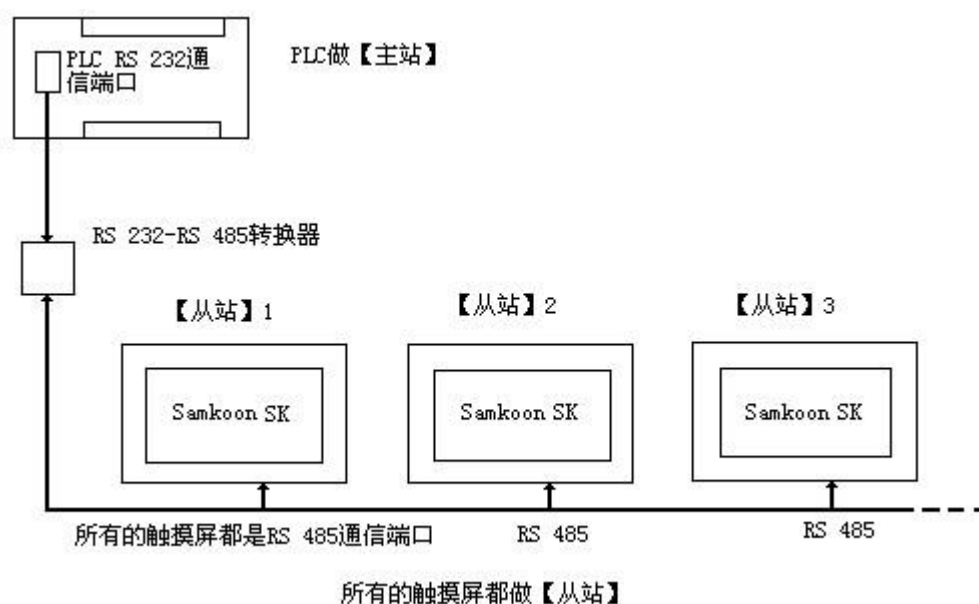 PLC RS 232通
信端口
PLC做【主站】
RS 232-RS 485转换器
【从站】1
【从站】2
【从站】3
Samkoon SK
Samkoon SK
Samkoon SK
所有的触摸屏都是RS 485通信端口
RS 485
RS 485
所有的触摸屏都做【从站】